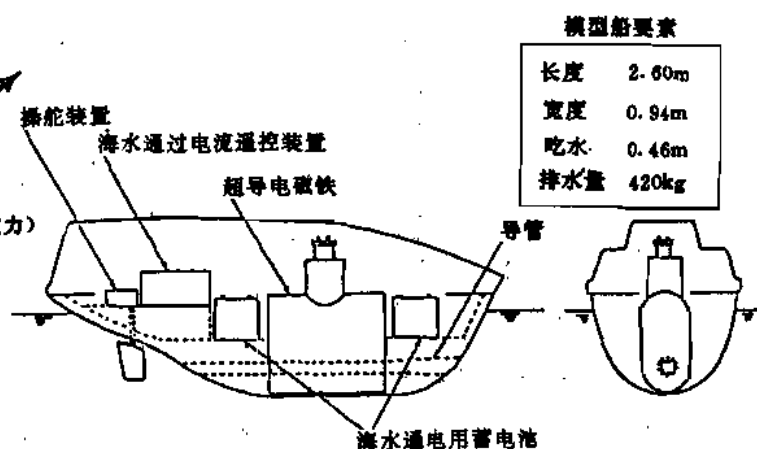 模型船要素
长度 2.60m
宽度 0.94m
吃水 0.46m
排水量 420kg
操舵装置
海水通过电流遥控装置
超导电磁铁
力）
导管
海水通电用蓄电池